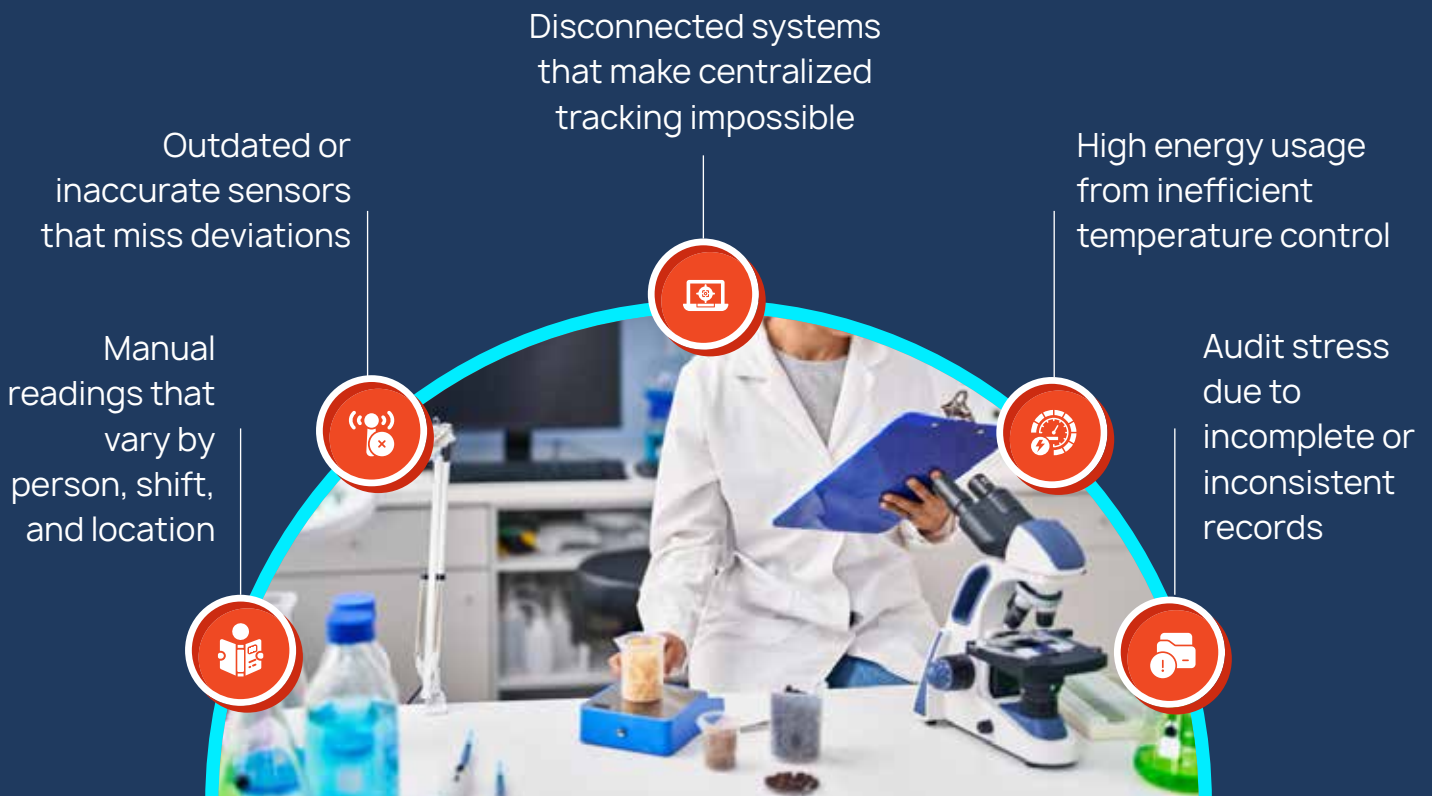 Disconnected systems
that make centralized
tracking impossible
Outdated or
inaccurate sensors
that miss deviations
High energy usage
from inefficient
temperature control
Manual
readings that
vary by
person, shift,
and location
Audit stress
due to
incomplete or
inconsistent
records